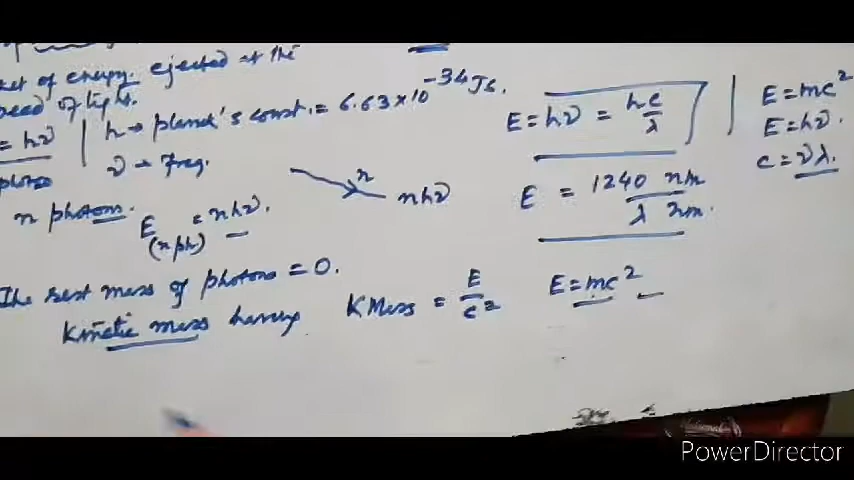 ket of energy ejected at the
speed of light.
= hν
h → planck's const. = 6.63×10⁻³⁴ Js.
ν → freq.
n photons.
E(n ph) = nhν.
n
nhν
E = hν = hc/λ
E = 1240 nm / λ nm.
E = mc²
E = hν.
c = νλ.
The rest mass of photons = 0.
Kinetic mass having
K Mass = E/c²
E = mc²
PowerDirector